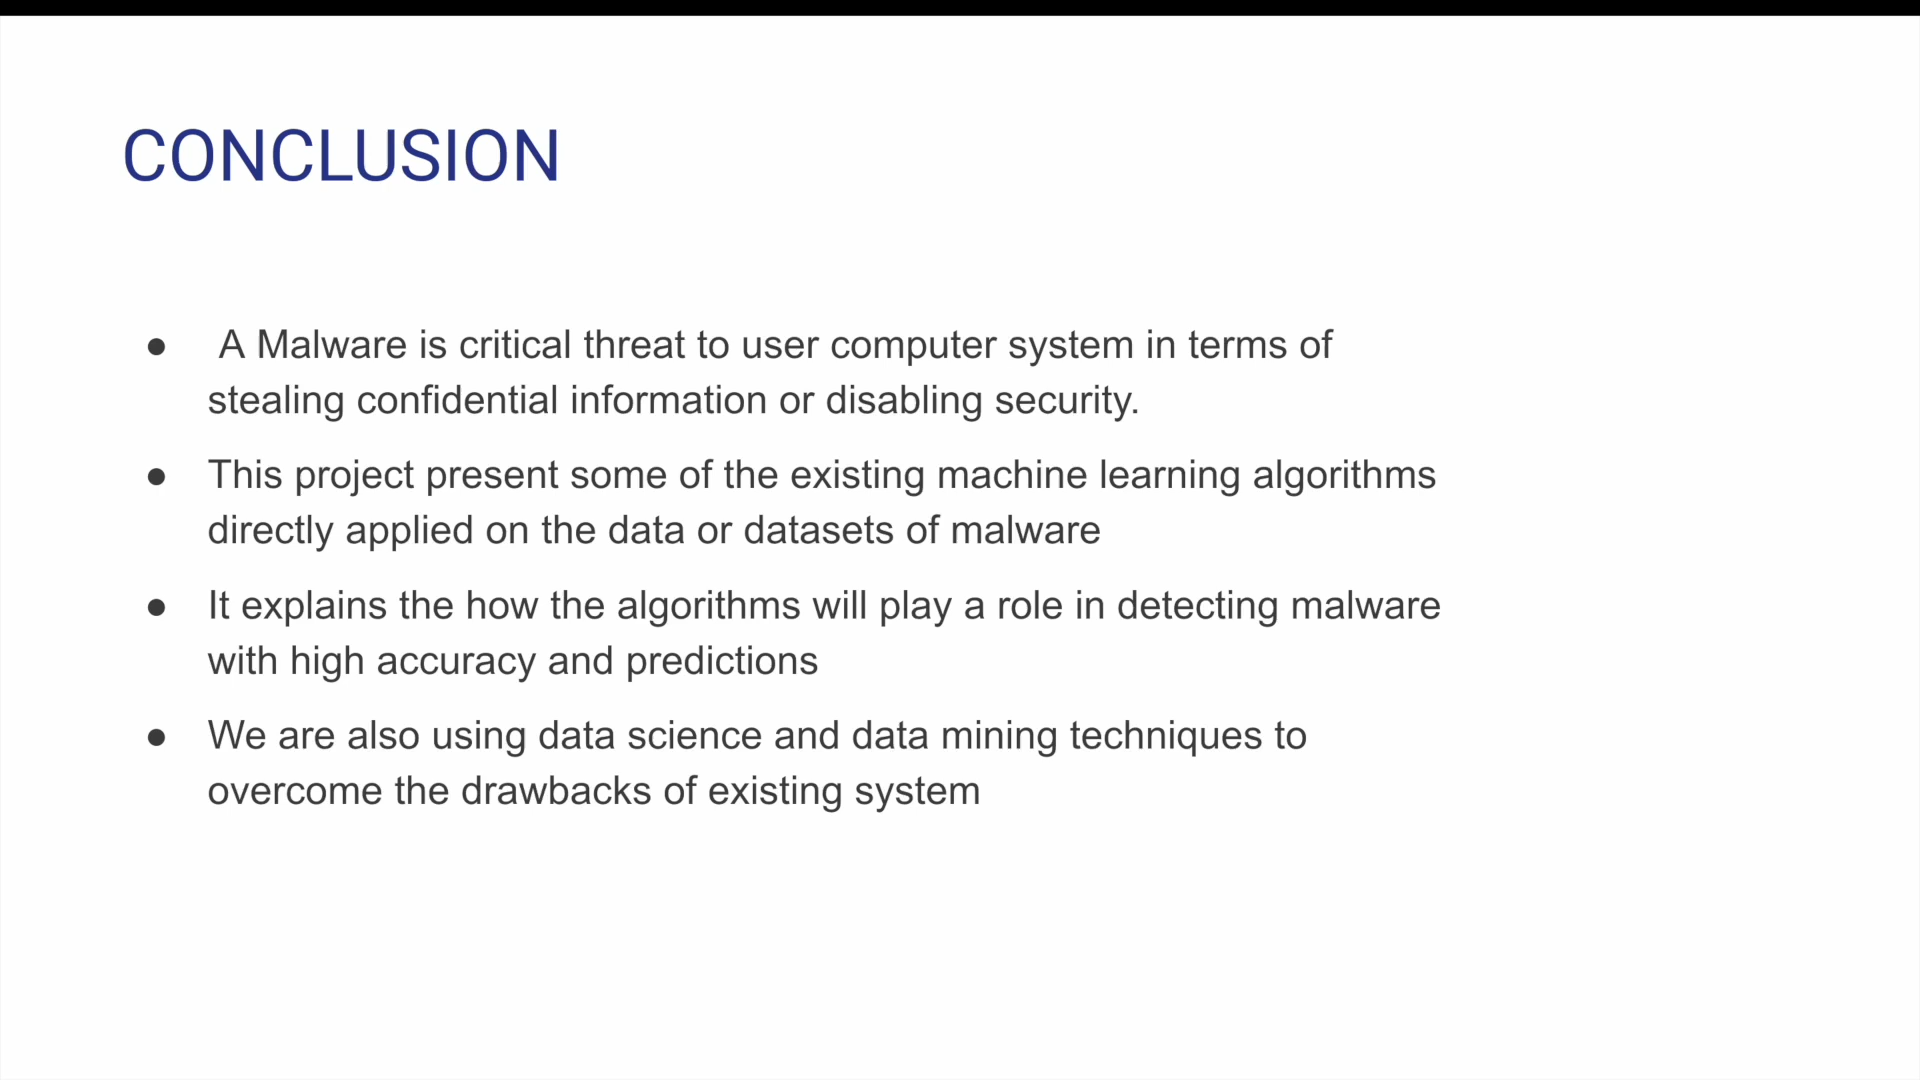 CONCLUSION
● A Malware is critical threat to user computer system in terms of
stealing confidential information or disabling security.
● This project present some of the existing machine learning algorithms
directly applied on the data or datasets of malware
● It explains the how the algorithms will play a role in detecting malware
with high accuracy and predictions
● We are also using data science and data mining techniques to
overcome the drawbacks of existing system